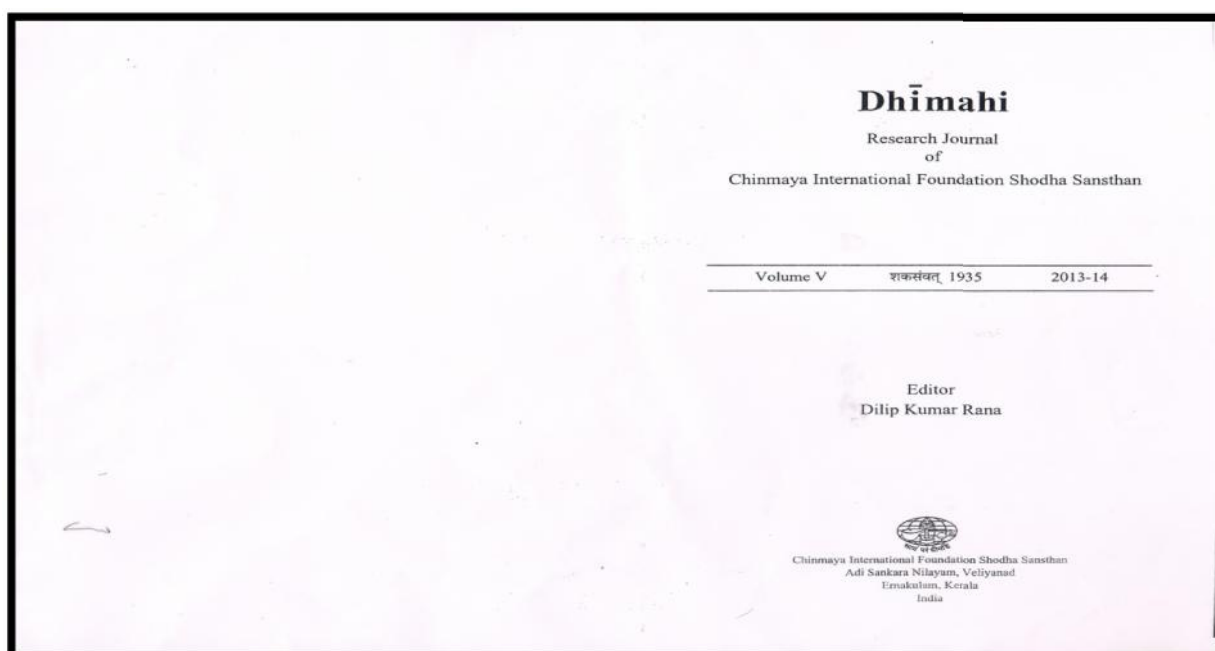 Dhīmahi
Research Journal
of
Chinmaya International Foundation Shodha Sansthan
Volume V शकसंवत् 1935 2013-14
Editor
Dilip Kumar Rana
Chinmaya International Foundation Shodha Sansthan
Adi Sankara Nilayam, Veliyanad
Ernakulam, Kerala
India